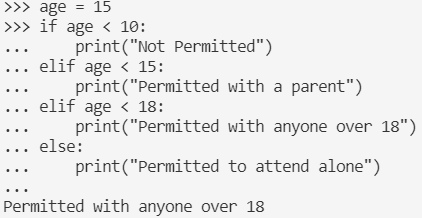 >>> age = 15
>>> if age < 10:
...     print("Not Permitted")
... elif age < 15:
...     print("Permitted with a parent")
... elif age < 18:
...     print("Permitted with anyone over 18")
... else:
...     print("Permitted to attend alone")
...
Permitted with anyone over 18